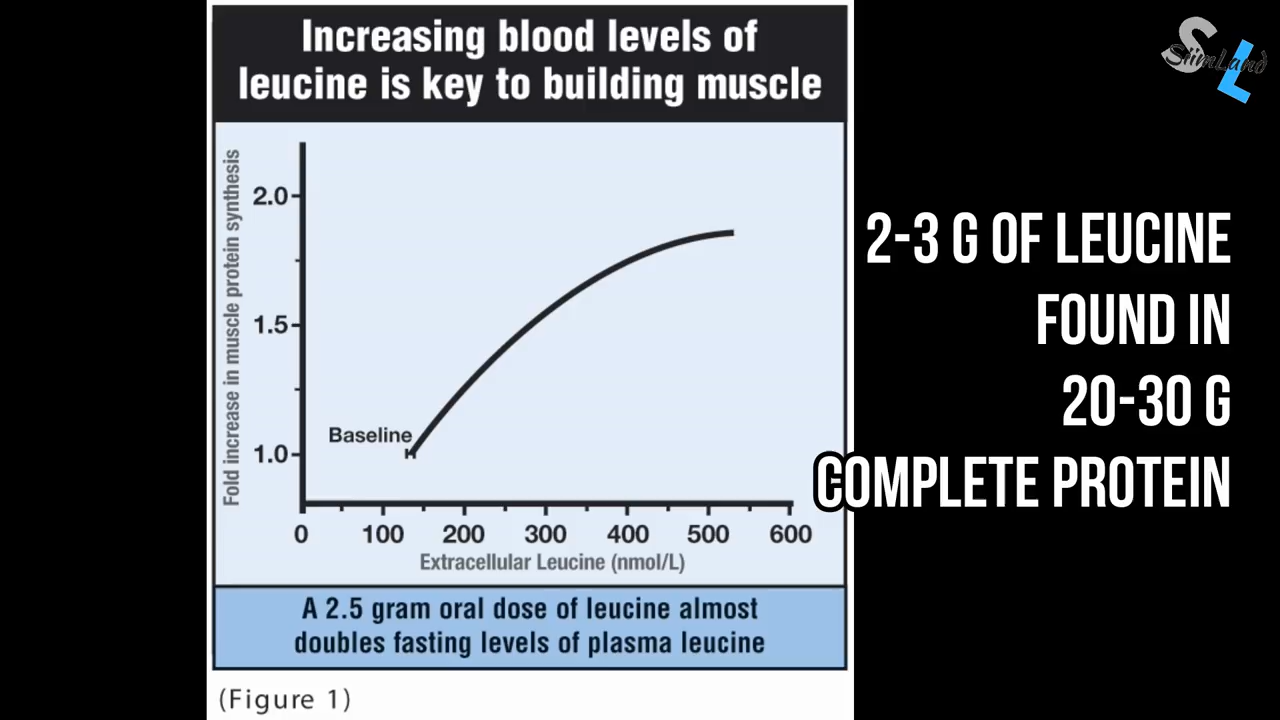 Increasing blood levels of
leucine is key to building muscle
SiimLand
SL
Fold increase in muscle protein synthesis
2.0
1.5
1.0
Baseline
0 100 200 300 400 500 600
Extracellular Leucine (nmol/L)
A 2.5 gram oral dose of leucine almost
doubles fasting levels of plasma leucine
(Figure 1)
2-3 G OF LEUCINE
FOUND IN
20-30 G
COMPLETE PROTEIN